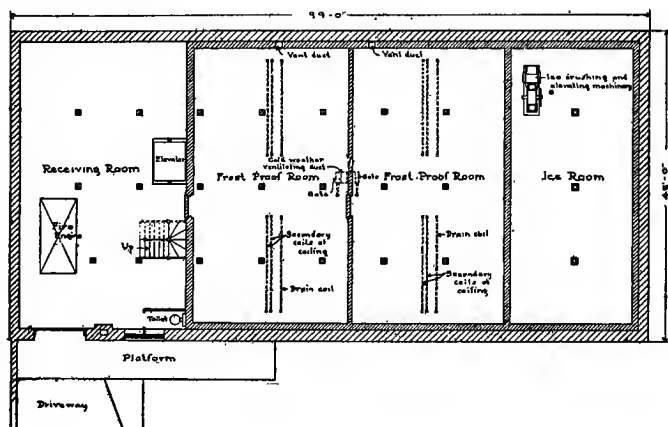 99'-0"
Vent duct
Vent duct
Ice crushing and
elevating machinery
Receiving Room
Elevator
Cold weather
ventilating duct
Frost Proof Room
Gate
Gate
Frost-Proof Room
Ice Room
Fire
Engine
Up
Secondary
coils at
ceiling
Drain coil
Drain coil
Secondary
coils at
ceiling
Toilet
Platform
Driveway